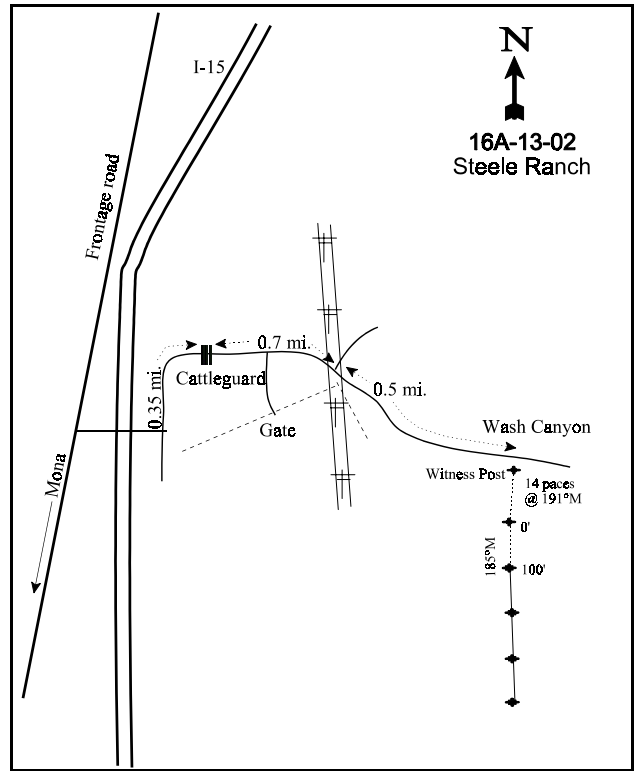 N
16A-13-02
Steele Ranch
I-15
Frontage road
0.7 mi.
Cattleguard
0.35 mi.
0.5 mi.
Gate
Wash Canyon
Witness Post
14 paces
@ 191°M
0'
185°M
100'
Mona